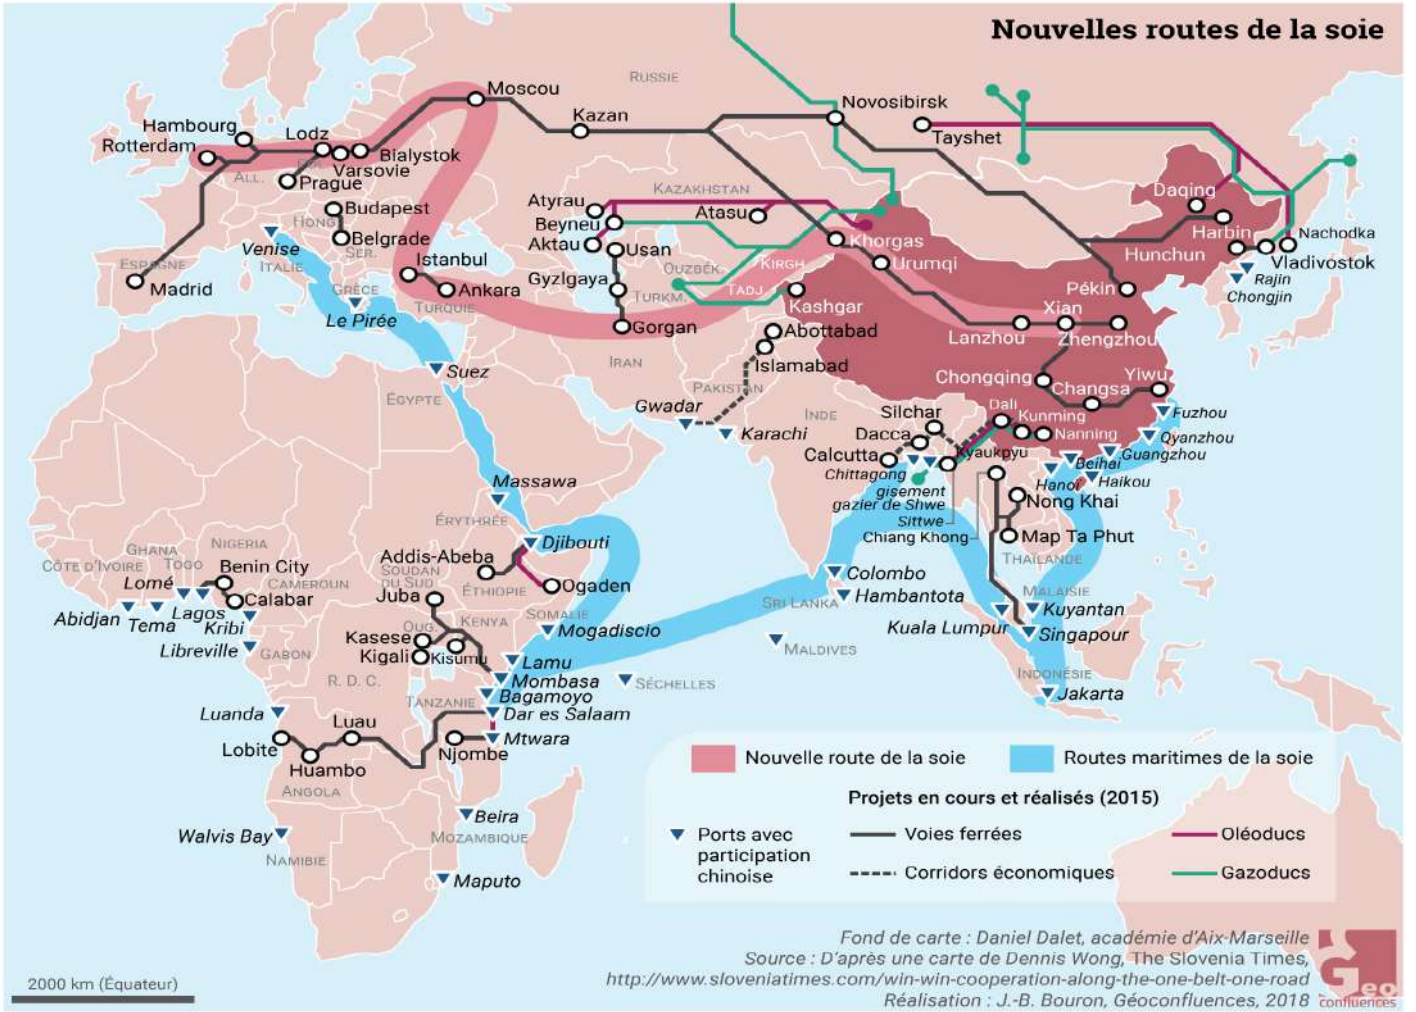 Nouvelles routes de la soie
RUSSIE
Moscou
Kazan
Novosibirsk
Tayshet
Hambourg
Rotterdam
Lodz
Varsovie
Bialystok
POL.
ALL.
Prague
HONG.
Budapest
Belgrade
SER.
Venise
ITALIE
ESPAGNE
Madrid
GRÈCE
Le Pirée
Istanbul
Ankara
TURQUIE
KAZAKHSTAN
Atyrau
Beyneu
Aktau
Atasu
Usan
Gyzlgaya
OUZBÉK.
KIRGH.
TADJ.
TURKM.
Gorgan
Khorgas
Urumqi
Kashgar
Daqing
Harbin
Hunchun
Nachodka
Vladivostok
Rajin
Chongjin
Pékin
Xian
Lanzhou
Zhengzhou
Chongqing
Changsa
Yiwu
Abottabad
Islamabad
IRAN
PAKISTAN
Gwadar
Karachi
INDE
Suez
ÉGYPTE
Silchar
Dacca
Calcutta
Chittagong
Dali
Kunming
Nanning
Kyaukpyu
gisement
gazier de Shwe
Sittwe
Chiang Khong
Fuzhou
Qyanzhou
Guangzhou
Beihai
Hanoï
Haikou
Nong Khai
Map Ta Phut
THAÏLANDE
Massawa
ÉRYTHRÉE
Djibouti
Addis-Abeba
SOUDAN
DU SUD
ÉTHIOPIE
Ogaden
Juba
SOMALIE
Mogadiscio
OUG.
KENYA
Kasese
Kigali
Kisumu
Lamu
Mombasa
Bagamoyo
TANZANIE
Dar es Salaam
Mtwara
Njombe
R. D. C.
NIGERIA
GHANA
TOGO
CÔTE D'IVOIRE
Benin City
CAMEROUN
Lomé
Calabar
Lagos
Abidjan
Tema
Kribi
Libreville
GABON
Luanda
Luau
Lobite
Huambo
ANGOLA
Walvis Bay
NAMIBIE
Beira
MOZAMBIQUE
Maputo
SÉCHELLES
MALDIVES
SRI LANKA
Colombo
Hambantota
MALAISIE
Kuyantan
Kuala Lumpur
Singapour
INDONÉSIE
Jakarta
Nouvelle route de la soie
Routes maritimes de la soie
Projets en cours et réalisés (2015)
Ports avec
participation
chinoise
Voies ferrées
Oléoducs
Corridors économiques
Gazoducs
Fond de carte : Daniel Dalet, académie d'Aix-Marseille
Source : D'après une carte de Dennis Wong, The Slovenia Times,
http://www.sloveniatimes.com/win-win-cooperation-along-the-one-belt-one-road
Réalisation : J.-B. Bouron, Géoconfluences, 2018
Geo
confluences
2000 km (Équateur)